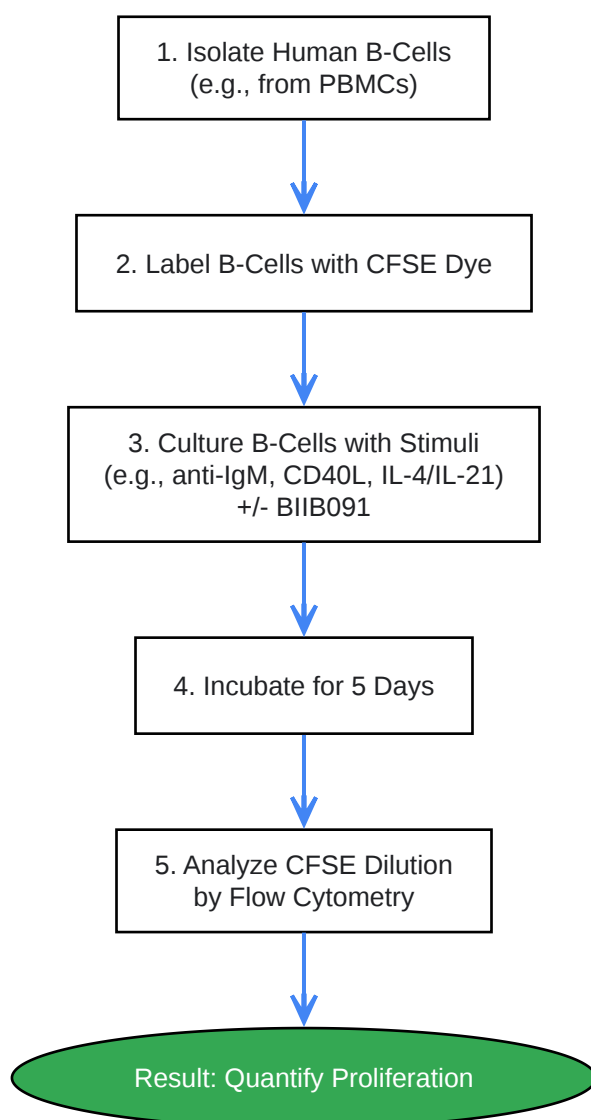 1. Isolate Human B-Cells
(e.g., from PBMCs)
2. Label B-Cells with CFSE Dye
3. Culture B-Cells with Stimuli
(e.g., anti-IgM, CD40L, IL-4/IL-21)
+/- BIIB091
4. Incubate for 5 Days
5. Analyze CFSE Dilution
by Flow Cytometry
Result: Quantify Proliferation